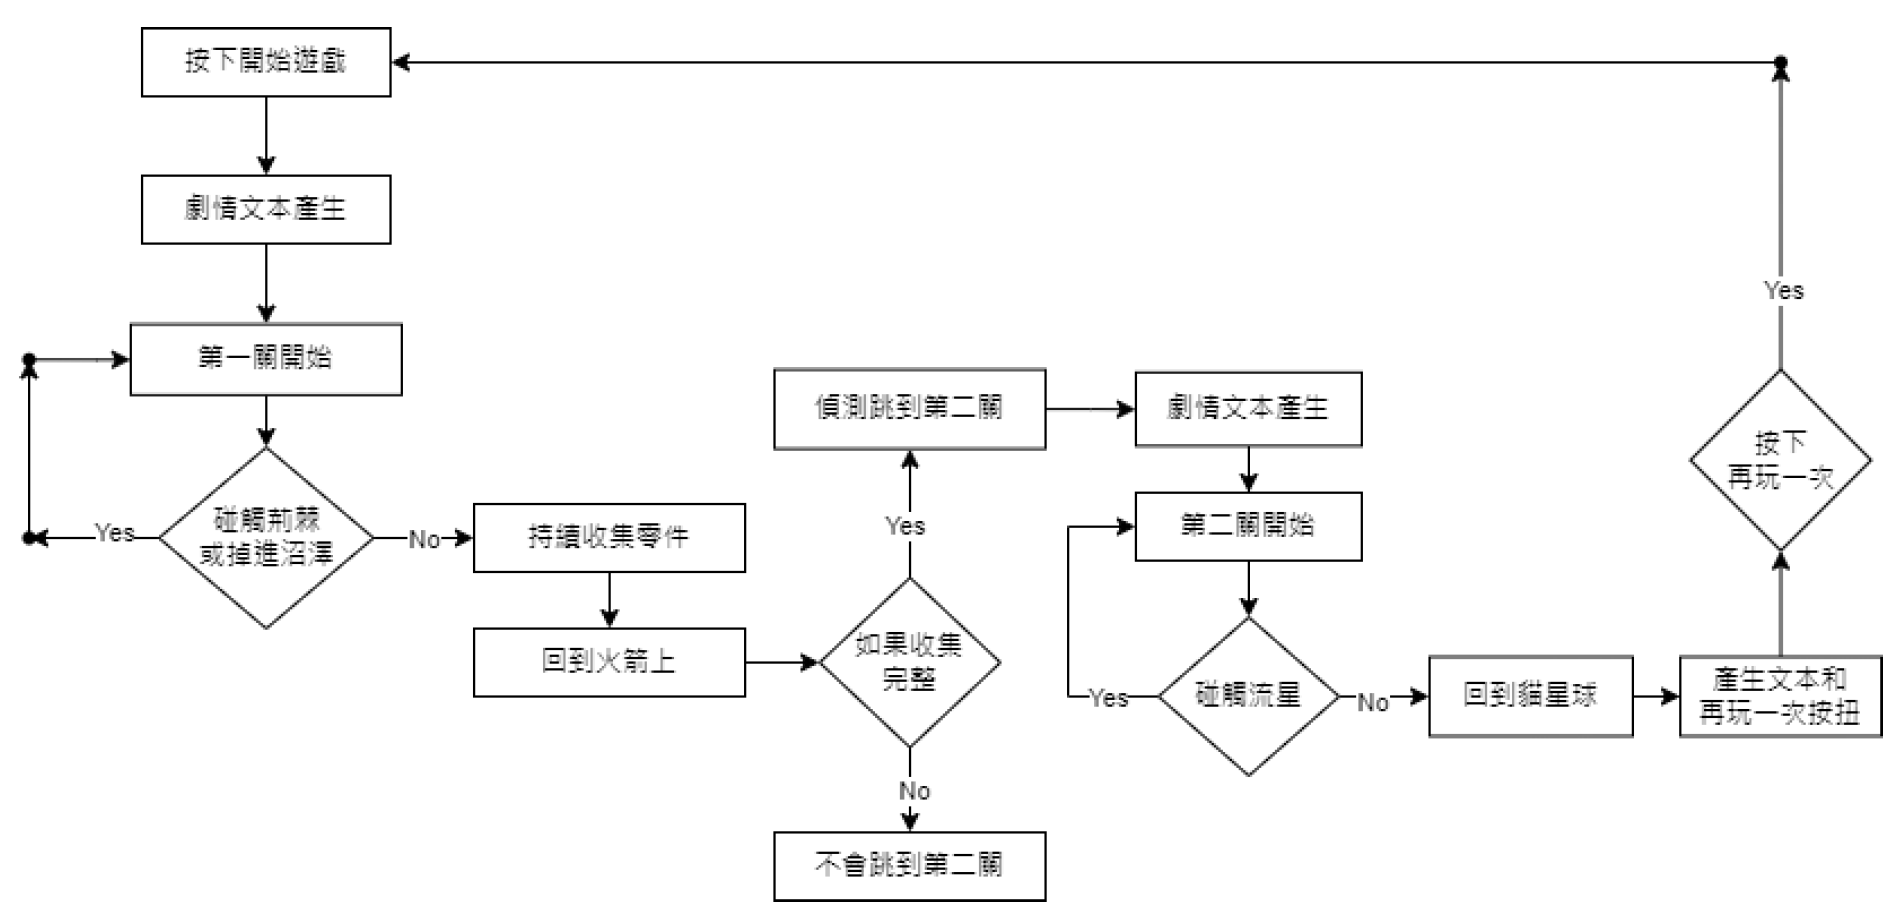 按下開始遊戲
劇情文本產生
第一關開始
碰觸荊棘
或掉進沼澤
Yes
No
持續收集零件
回到火箭上
如果收集
完整
Yes
偵測跳到第二關
No
不會跳到第二關
劇情文本產生
第二關開始
碰觸流星
Yes
No
回到貓星球
產生文本和
再玩一次按扭
按下
再玩一次
Yes